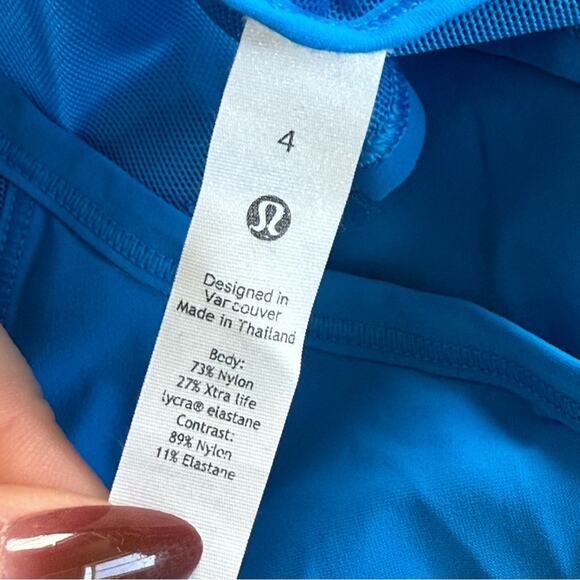 4
Designed in
Vancouver
Made in Thailand
Body:
73% Nylon
27% Xtra life
lycra® elastane
Contrast:
89% Nylon
11% Elastane